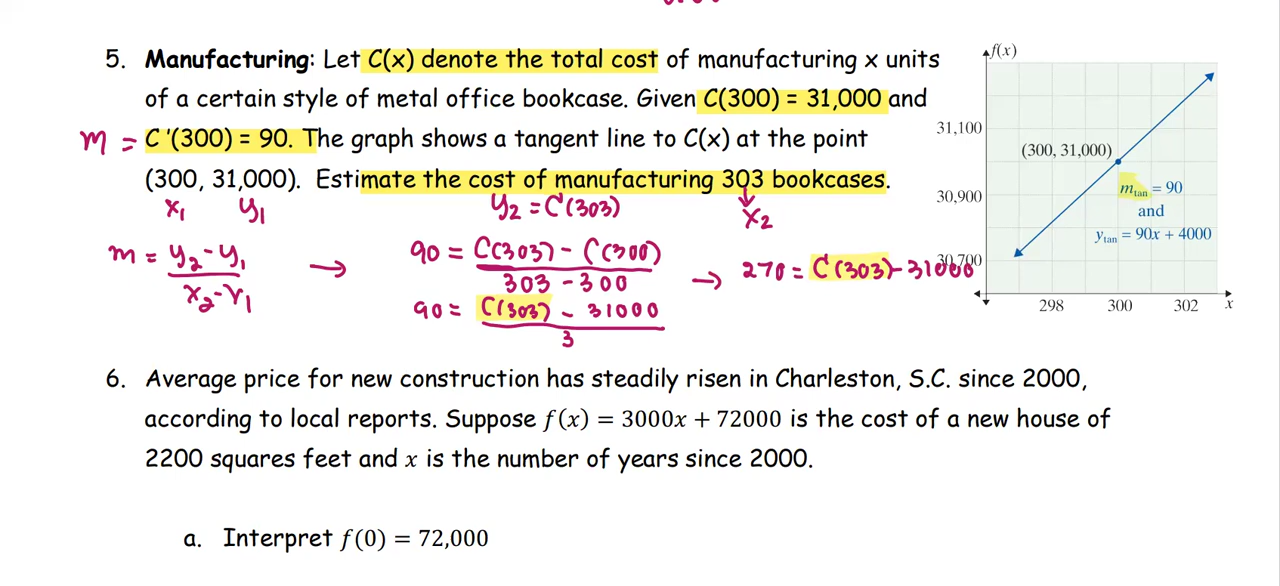 5. Manufacturing: Let C(x) denote the total cost of manufacturing x units
of a certain style of metal office bookcase. Given C(300) = 31,000 and
m = C'(300) = 90. The graph shows a tangent line to C(x) at the point
(300, 31,000). Estimate the cost of manufacturing 303 bookcases.
x₁ y₁ y₂ = C(303) x₂
m = y₂-y₁ / x₂-x₁ → 90 = C(303) - C(300) / 303 - 300 → 270 = C(303) - 31000
90 = C(303) - 31000 / 3
f(x)
31,100
(300, 31,000)
30,900
m_tan = 90
and
y_tan = 90x + 4000
30,700
298 300 302 x
6. Average price for new construction has steadily risen in Charleston, S.C. since 2000,
according to local reports. Suppose f(x) = 3000x + 72000 is the cost of a new house of
2200 squares feet and x is the number of years since 2000.
a. Interpret f(0) = 72,000